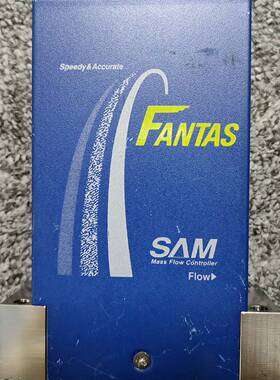 Speedy & Accurate
FANTAS
SAM
Mass Flow Controller
Flow▶